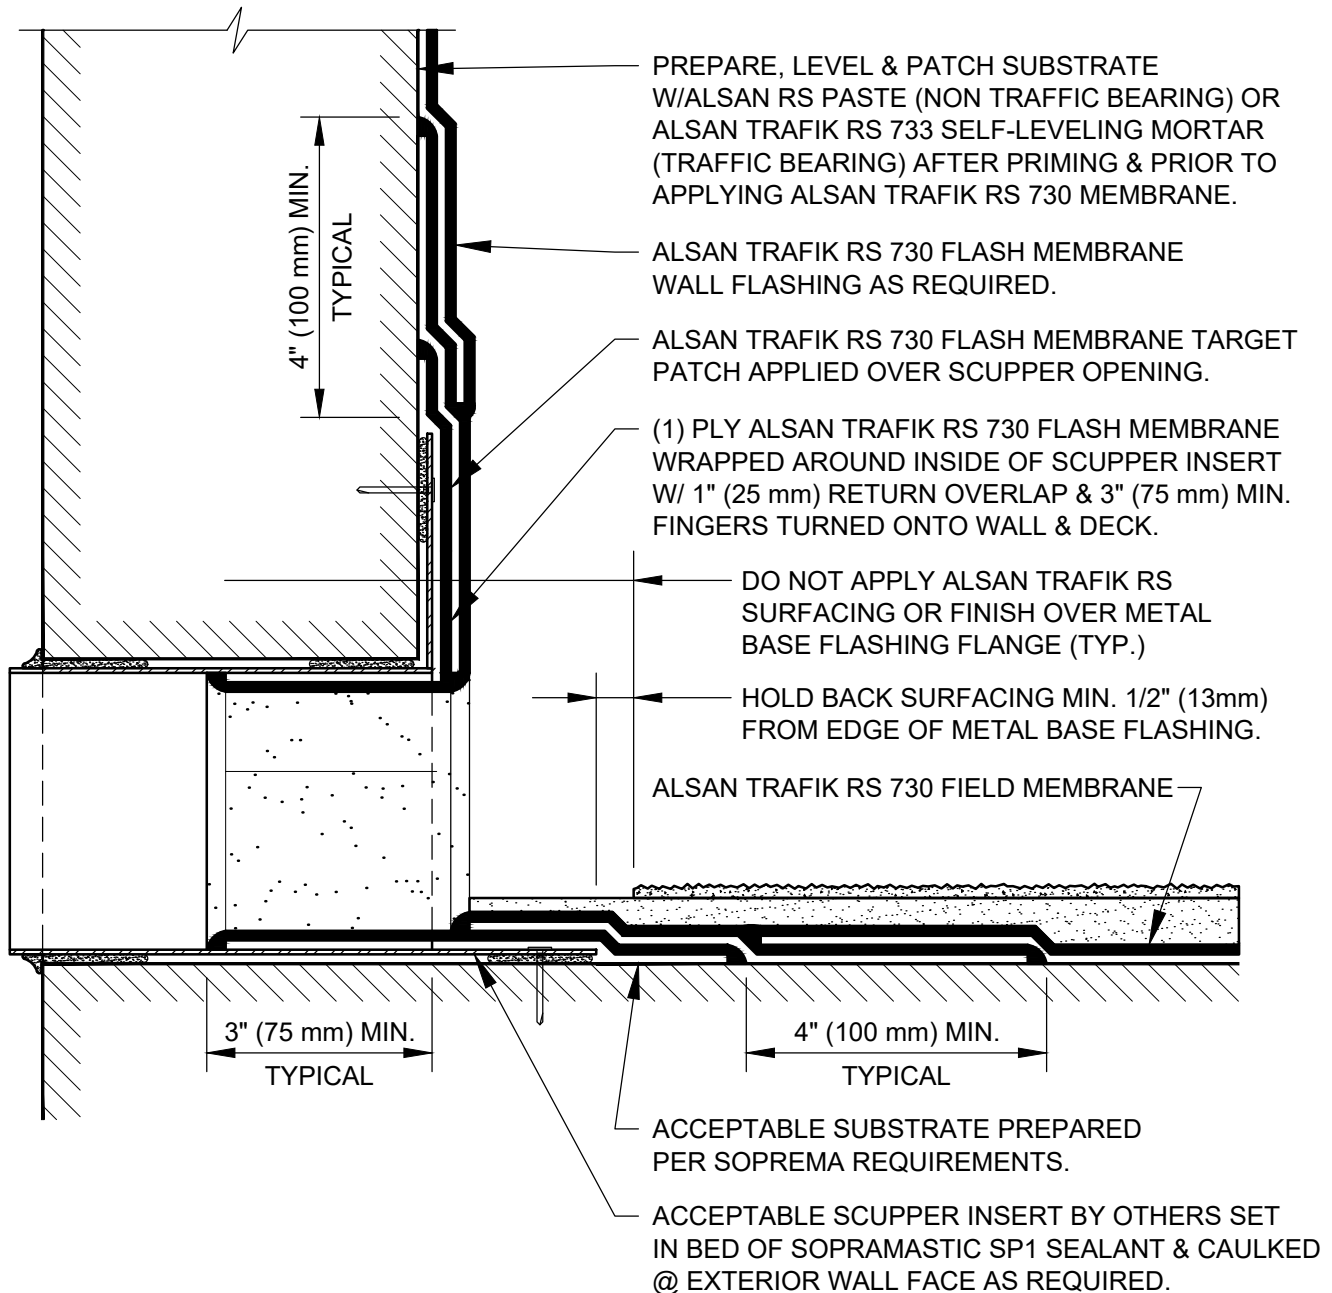 PREPARE, LEVEL & PATCH SUBSTRATE
W/ALSAN RS PASTE (NON TRAFFIC BEARING) OR
ALSAN TRAFIK RS 733 SELF-LEVELING MORTAR
(TRAFFIC BEARING) AFTER PRIMING & PRIOR TO
APPLYING ALSAN TRAFIK RS 730 MEMBRANE.
4" (100 mm) MIN.
TYPICAL
ALSAN TRAFIK RS 730 FLASH MEMBRANE
WALL FLASHING AS REQUIRED.
ALSAN TRAFIK RS 730 FLASH MEMBRANE TARGET
PATCH APPLIED OVER SCUPPER OPENING.
(1) PLY ALSAN TRAFIK RS 730 FLASH MEMBRANE
WRAPPED AROUND INSIDE OF SCUPPER INSERT
W/ 1" (25 mm) RETURN OVERLAP & 3" (75 mm) MIN.
FINGERS TURNED ONTO WALL & DECK.
DO NOT APPLY ALSAN TRAFIK RS
SURFACING OR FINISH OVER METAL
BASE FLASHING FLANGE (TYP.)
HOLD BACK SURFACING MIN. 1/2" (13mm)
FROM EDGE OF METAL BASE FLASHING.
ALSAN TRAFIK RS 730 FIELD MEMBRANE
3" (75 mm) MIN.
TYPICAL
4" (100 mm) MIN.
TYPICAL
ACCEPTABLE SUBSTRATE PREPARED
PER SOPREMA REQUIREMENTS.
ACCEPTABLE SCUPPER INSERT BY OTHERS SET
IN BED OF SOPRAMASTIC SP1 SEALANT & CAULKED
@ EXTERIOR WALL FACE AS REQUIRED.